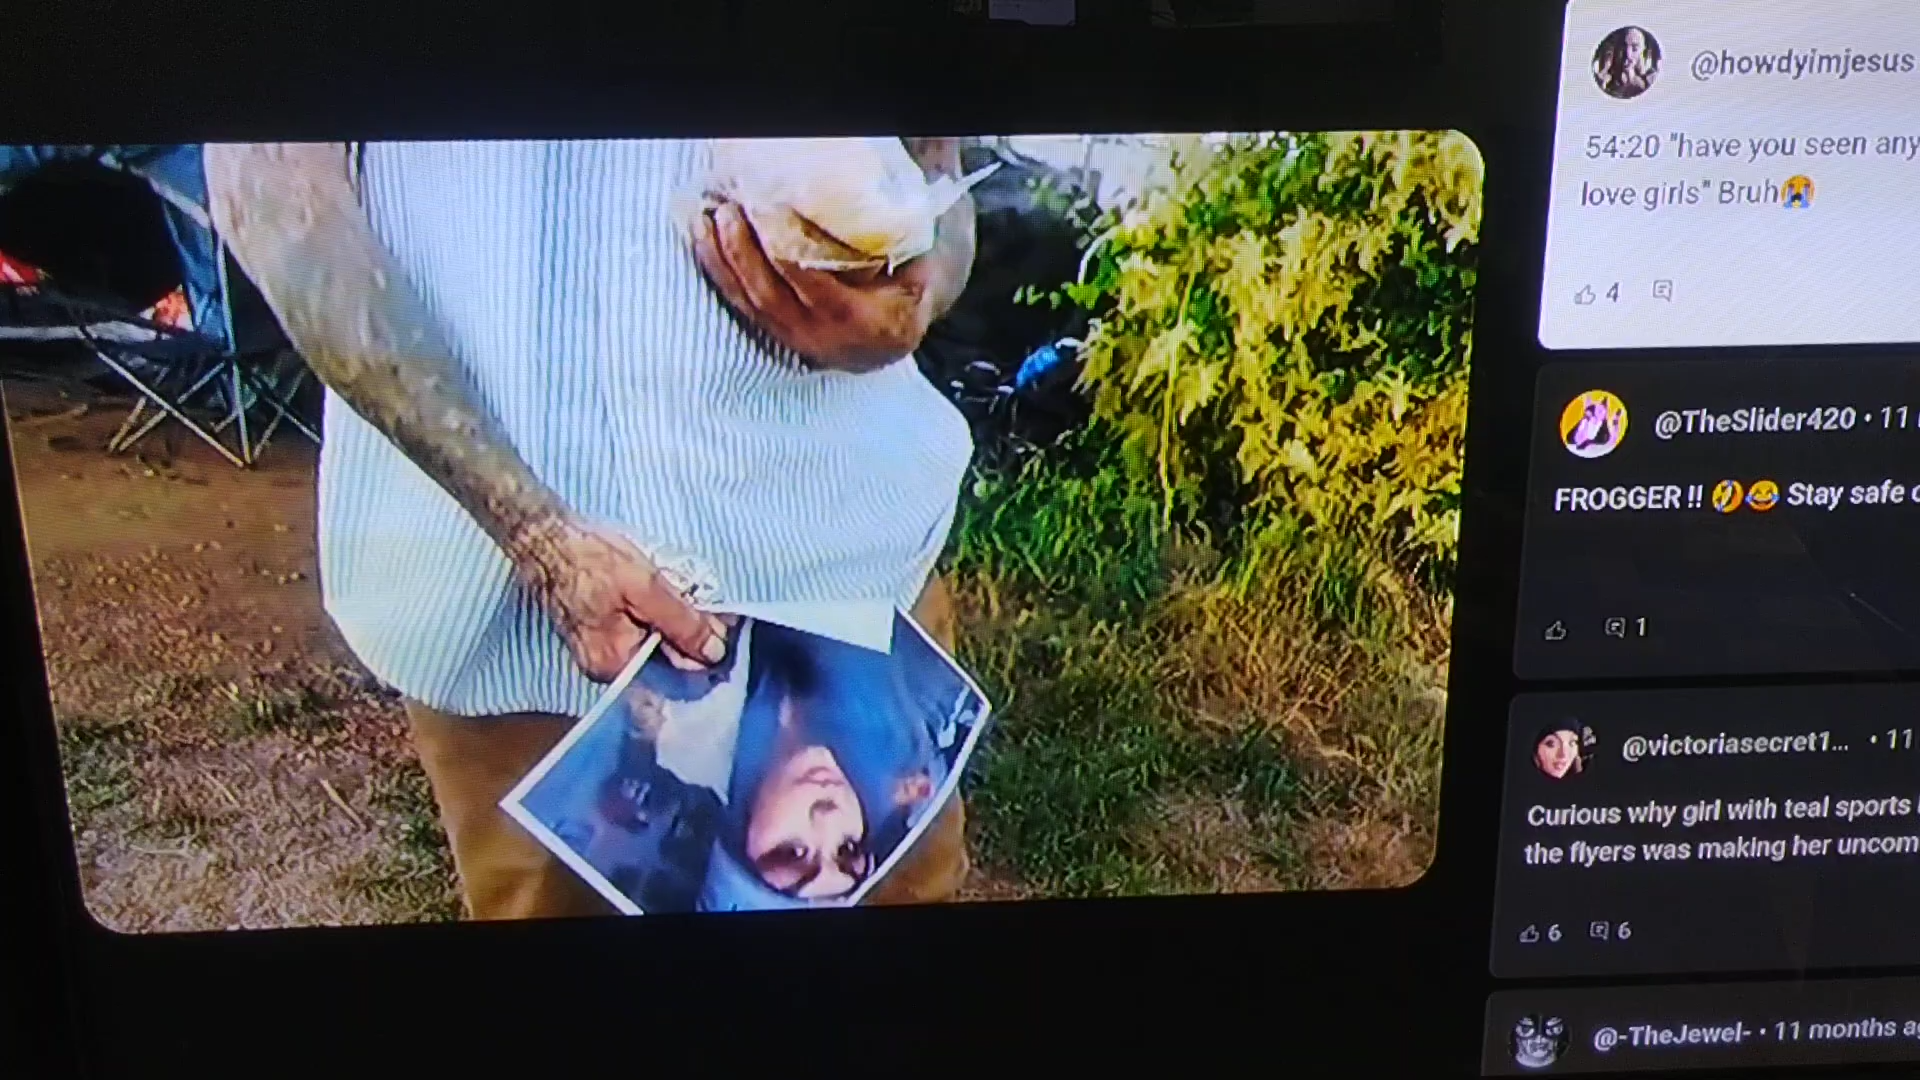 @howdyimjesus
54:20 "have you seen any
love girls" Bruh😭
4
@TheSlider420 • 11
FROGGER !! 🤣😂 Stay safe
1
@victoriasecret1... • 11
Curious why girl with teal sports
the flyers was making her uncom
6 6
@-TheJewel- • 11 months ag